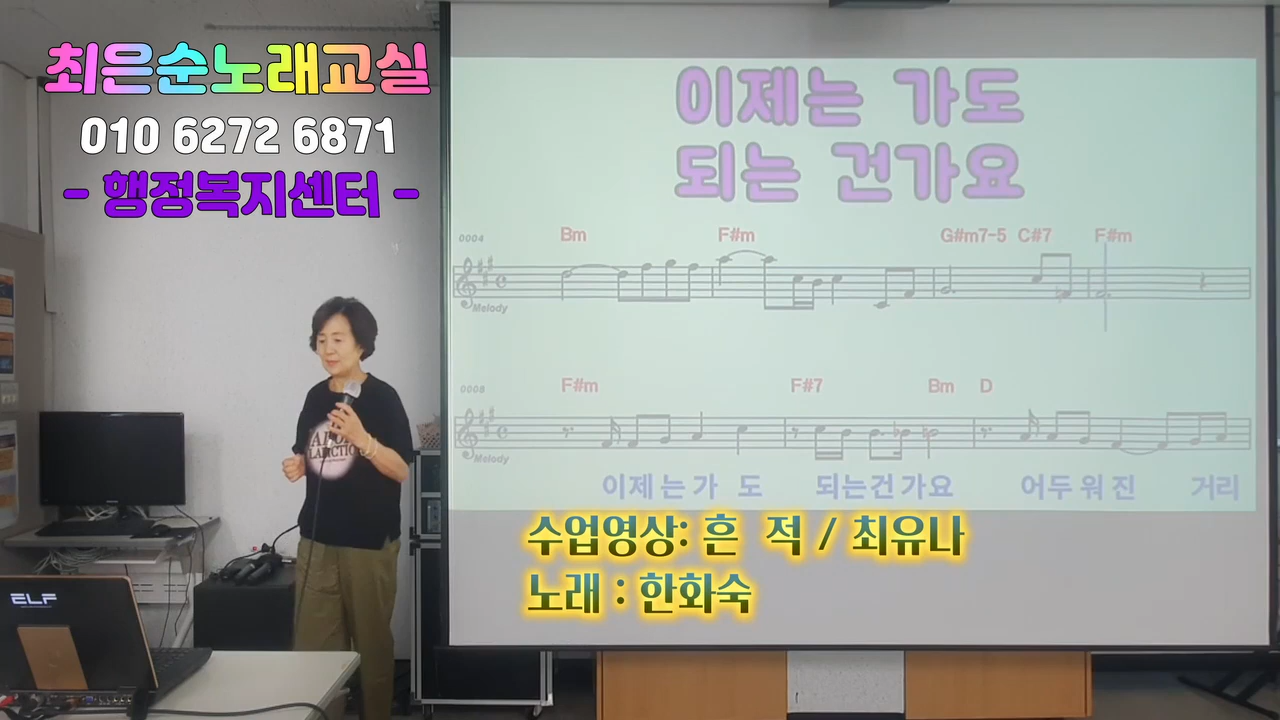 최은순노래교실
010 6272 6871
- 행정복지센터 -
이제는 가도
되는 건가요
0004
Bm F#m G#m7-5 C#7 F#m
Melody
0008
F#m F#7 Bm D
Melody
이제는가 도 되는건가요 어두워진 거리
수업영상: 흔 적 / 최유나
노래 : 한화숙
ELF